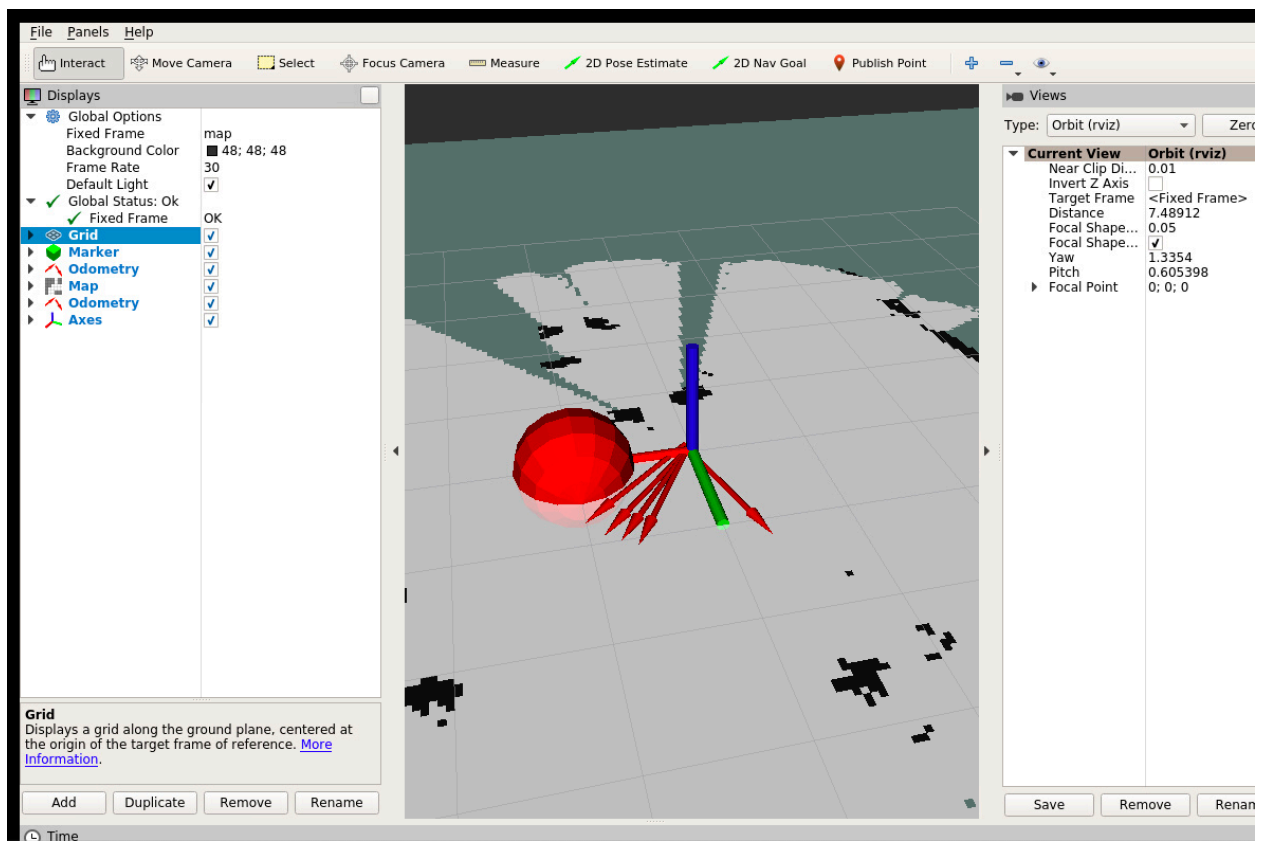 File Panels Help
Interact Move Camera Select Focus Camera Measure 2D Pose Estimate 2D Nav Goal Publish Point
Displays
Global Options
Fixed Frame map
Background Color 48; 48; 48
Frame Rate 30
Default Light
Global Status: Ok
Fixed Frame OK
Grid
Marker
Odometry
Map
Odometry
Axes
Grid
Displays a grid along the ground plane, centered at
the origin of the target frame of reference. More
Information.
Add Duplicate Remove Rename
Time
Views
Type: Orbit (rviz) Zero
Current View Orbit (rviz)
Near Clip Di... 0.01
Invert Z Axis
Target Frame <Fixed Frame>
Distance 7.48912
Focal Shape... 0.05
Focal Shape...
Yaw 1.3354
Pitch 0.605398
Focal Point 0; 0; 0
Save Remove Renam